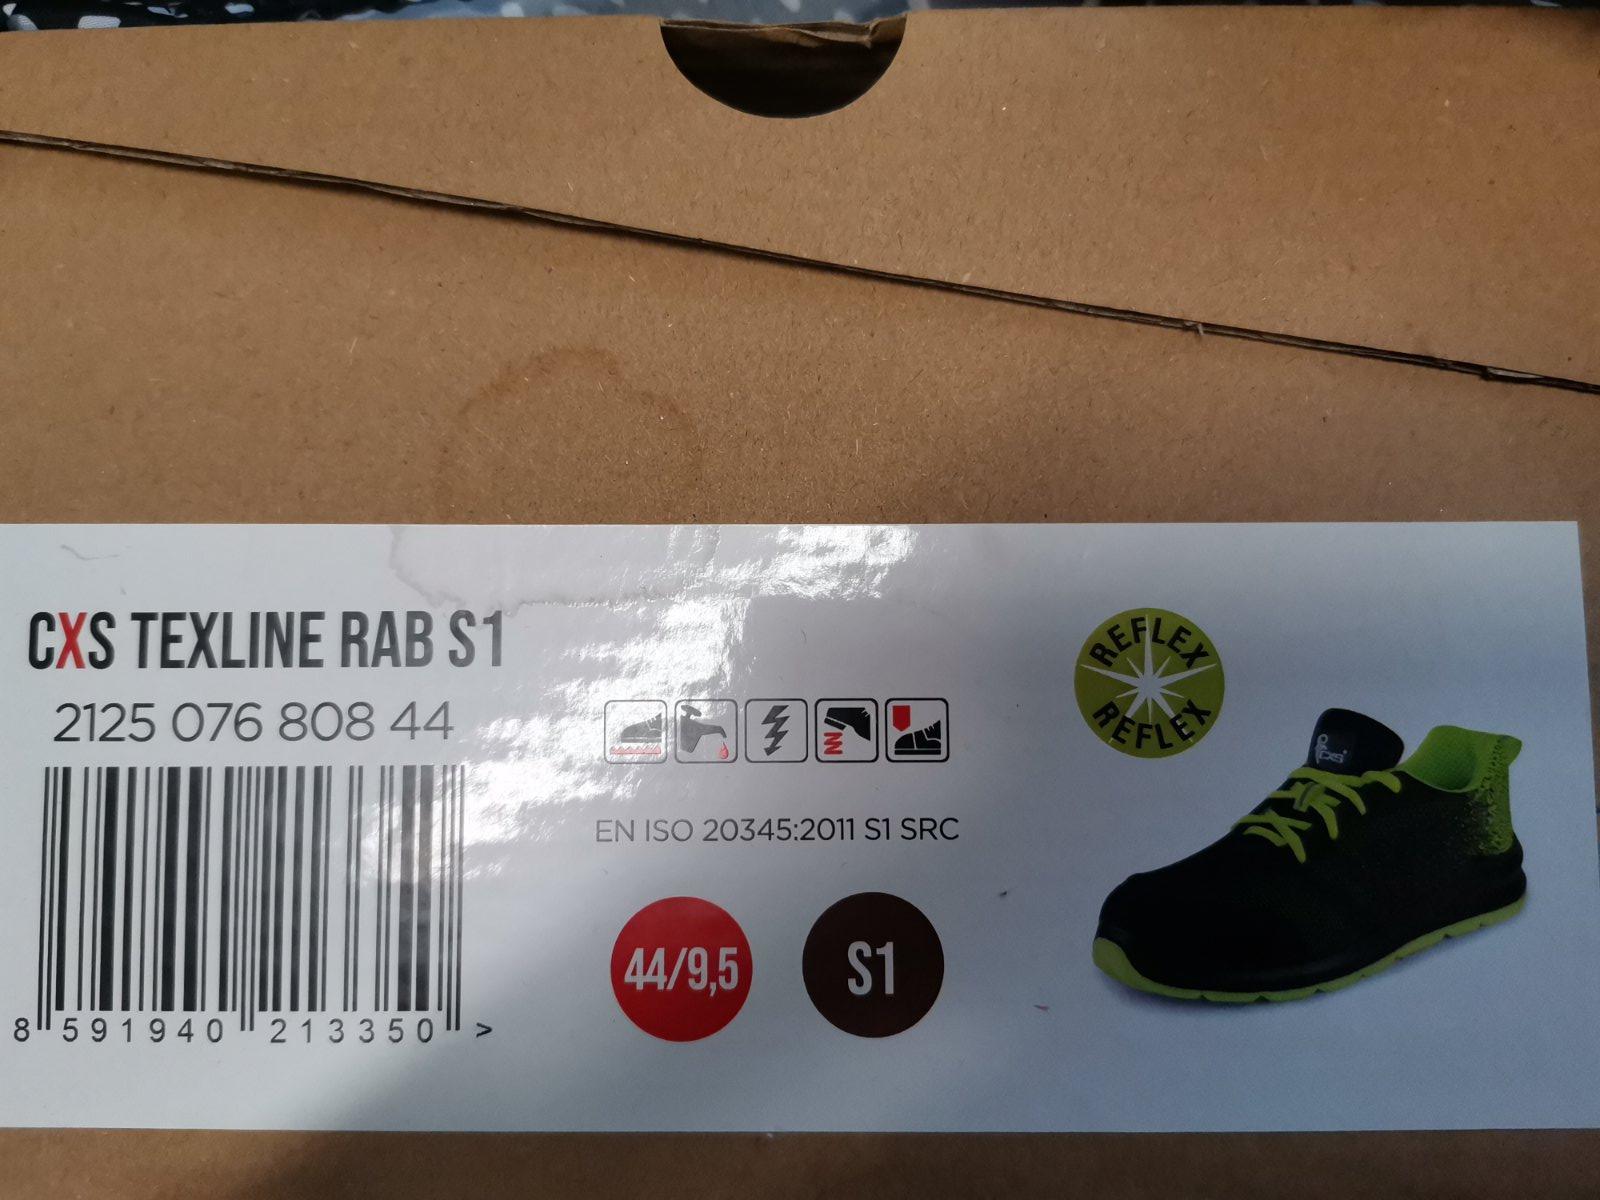 CXS TEXLINE RAB S1
2125 076 808 44
8 591940 213350 >
EN ISO 20345:2011 S1 SRC
44/9,5
S1
REFLEX
REFLEX
CXS